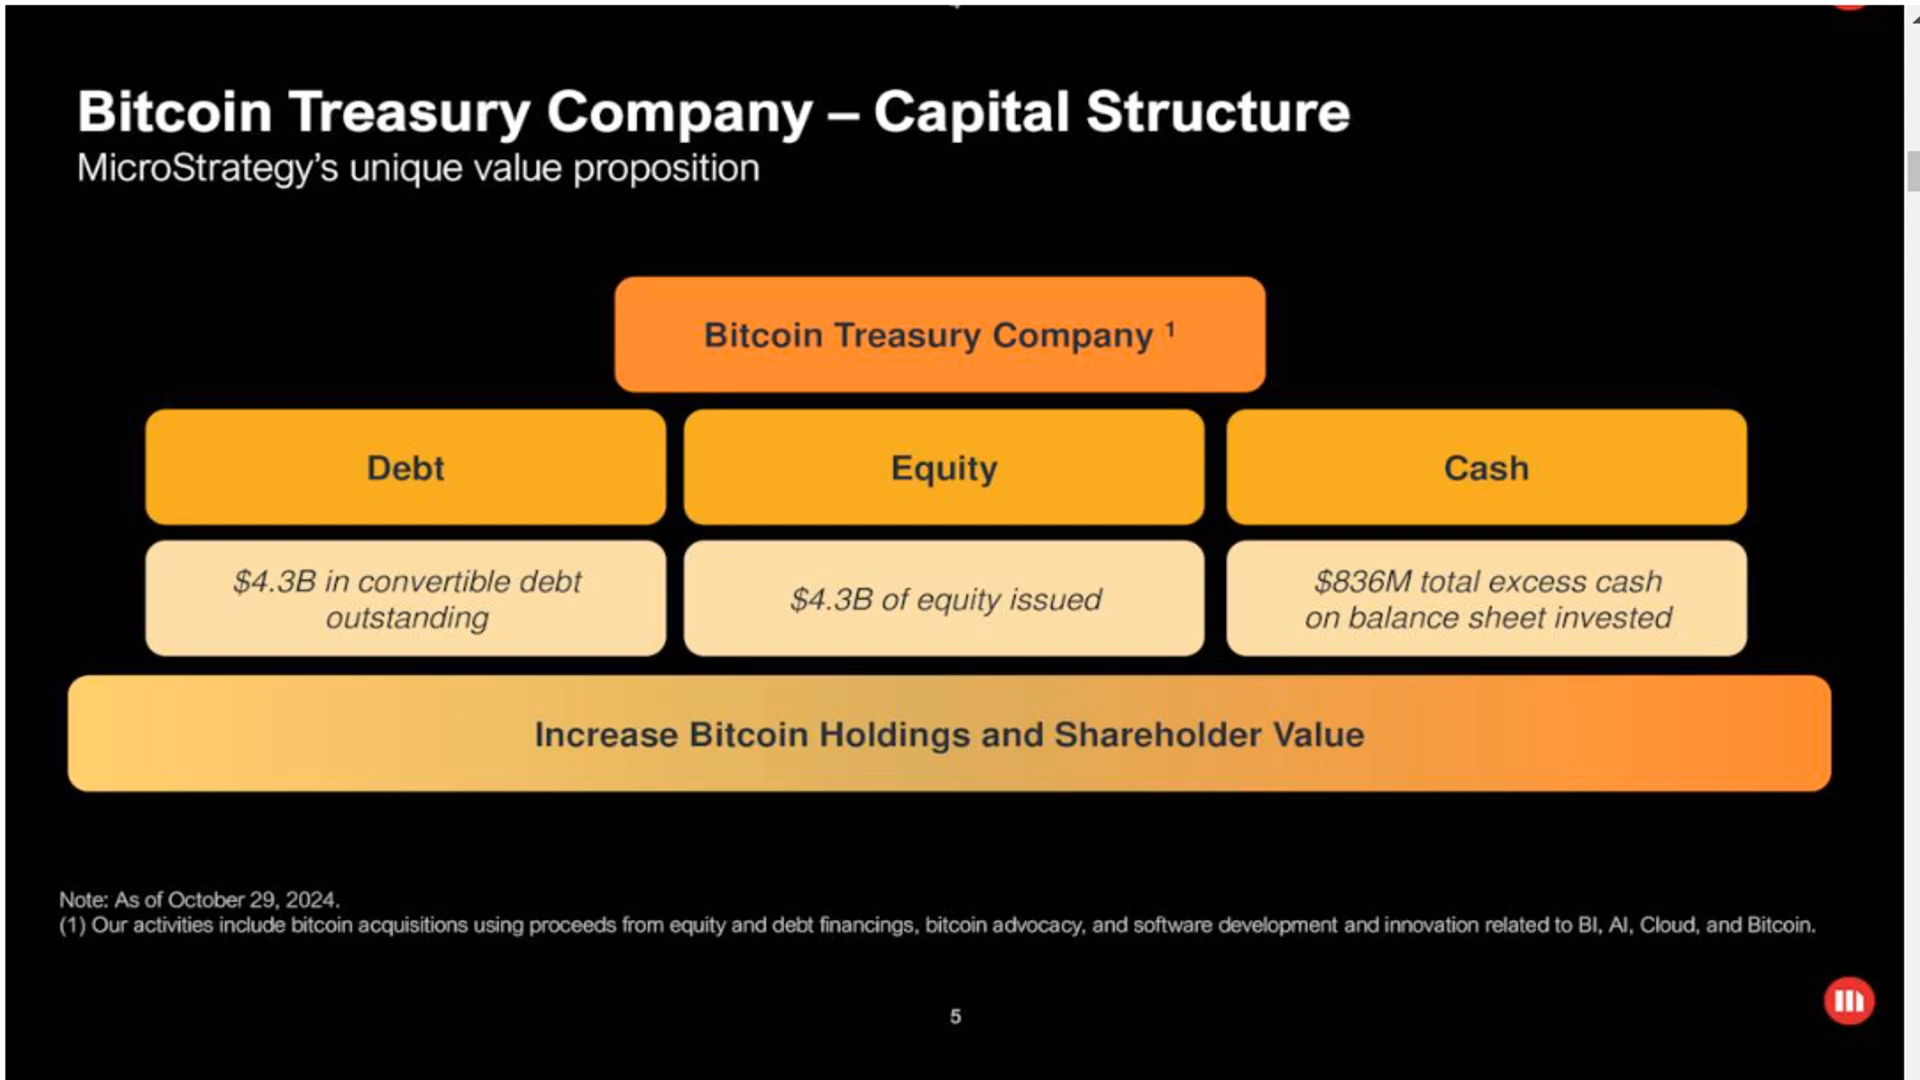 Bitcoin Treasury Company – Capital Structure
MicroStrategy's unique value proposition
Bitcoin Treasury Company ¹
Debt
Equity
Cash
$4.3B in convertible debt
outstanding
$4.3B of equity issued
$836M total excess cash
on balance sheet invested
Increase Bitcoin Holdings and Shareholder Value
Note: As of October 29, 2024.
(1) Our activities include bitcoin acquisitions using proceeds from equity and debt financings, bitcoin advocacy, and software development and innovation related to BI, AI, Cloud, and Bitcoin.
5